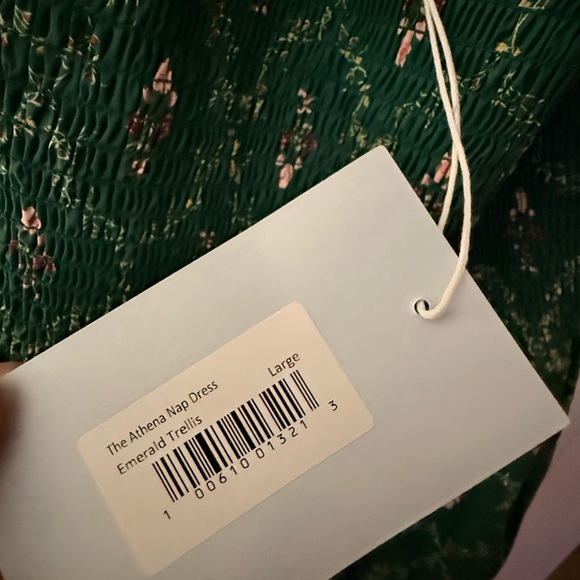 The Athena Nap Dress Large
Emerald Trellis
1 00610 01321 3